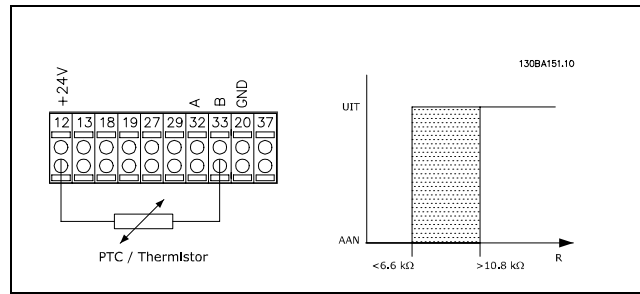 130BA151.10
+24V
A
B
GND
12 13 18 19 27 29 32 33 20 37
PTC / Thermistor
UIT
AAN
<6.6 kΩ
>10.8 kΩ
R